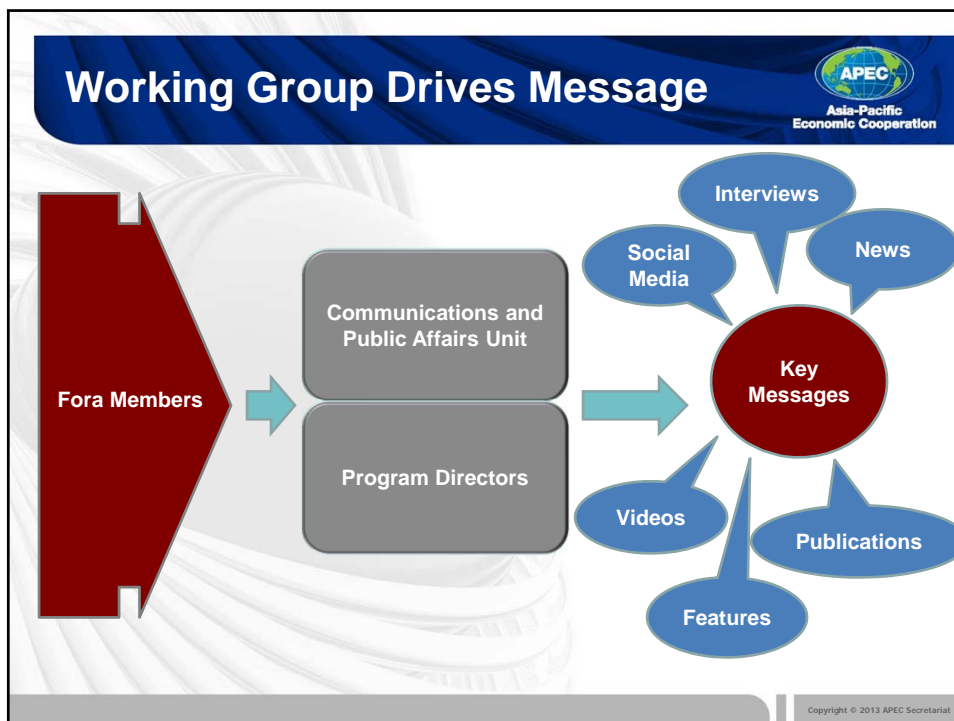 Working Group Drives Message
APEC
Asia-Pacific
Economic Cooperation
Fora Members
Communications and
Public Affairs Unit
Program Directors
Interviews
Social
Media
News
Key
Messages
Videos
Publications
Features
Copyright © 2013 APEC Secretariat